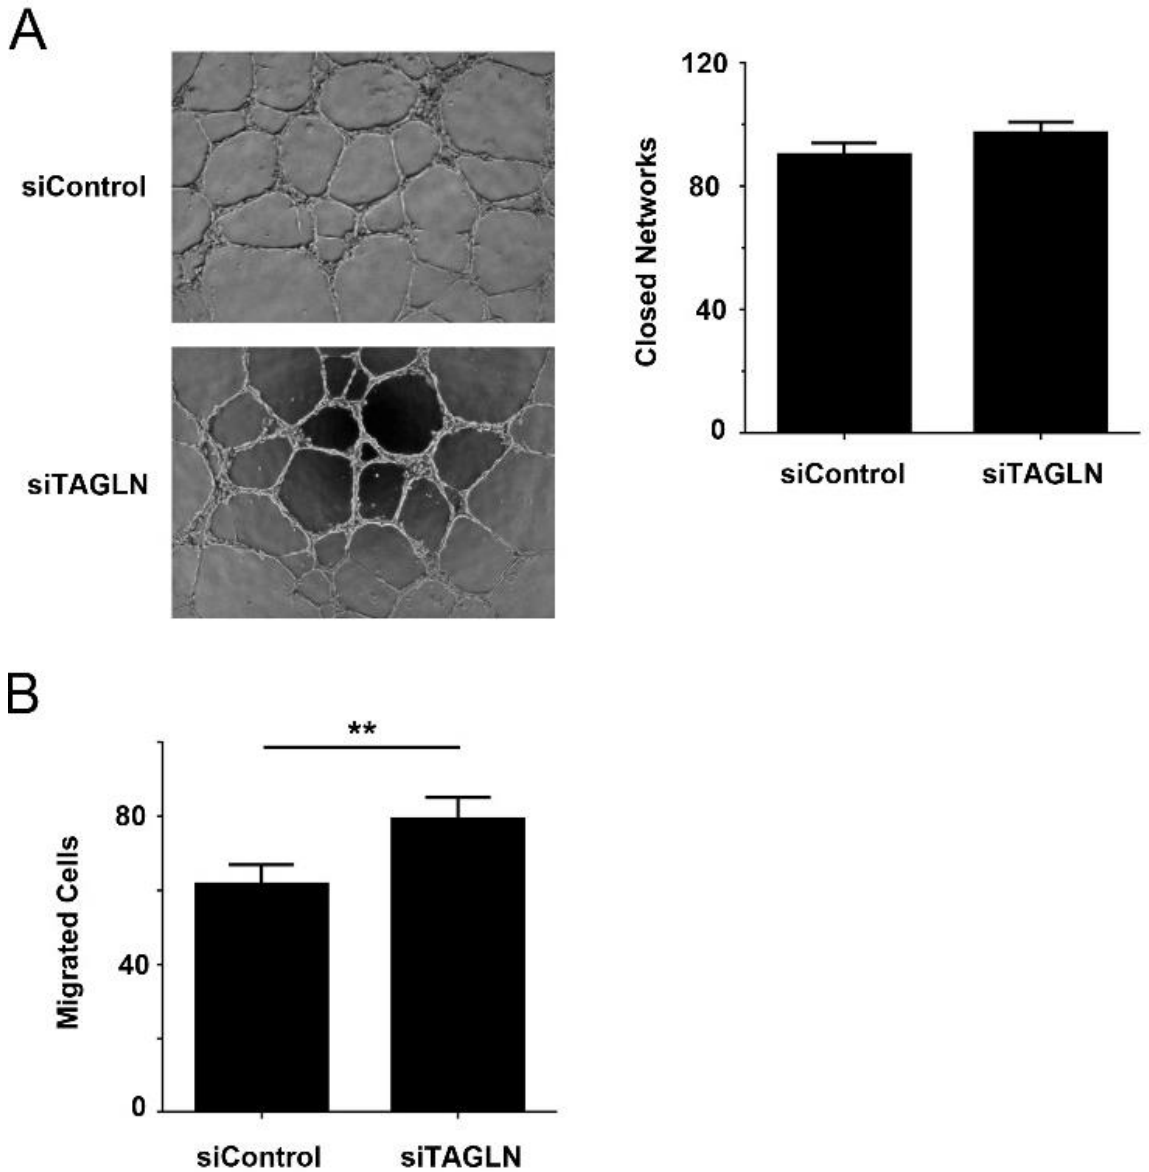 A
siControl
siTAGLN
120
80
40
0
Closed Networks
siControl
siTAGLN
B
**
80
40
0
Migrated Cells
siControl
siTAGLN